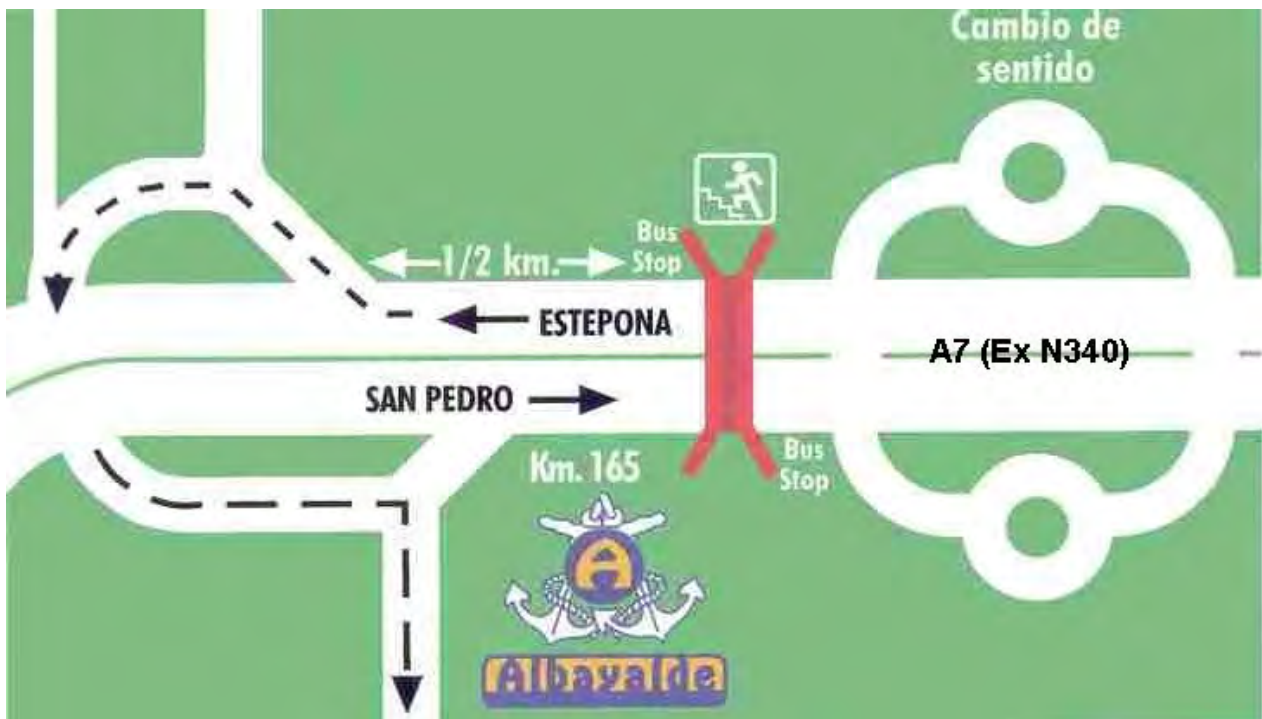 Cambio de
sentido
Bus
Stop
1/2 km.
ESTEPONA
A7 (Ex N340)
SAN PEDRO
Km. 165
Bus
Stop
A
Albayalde